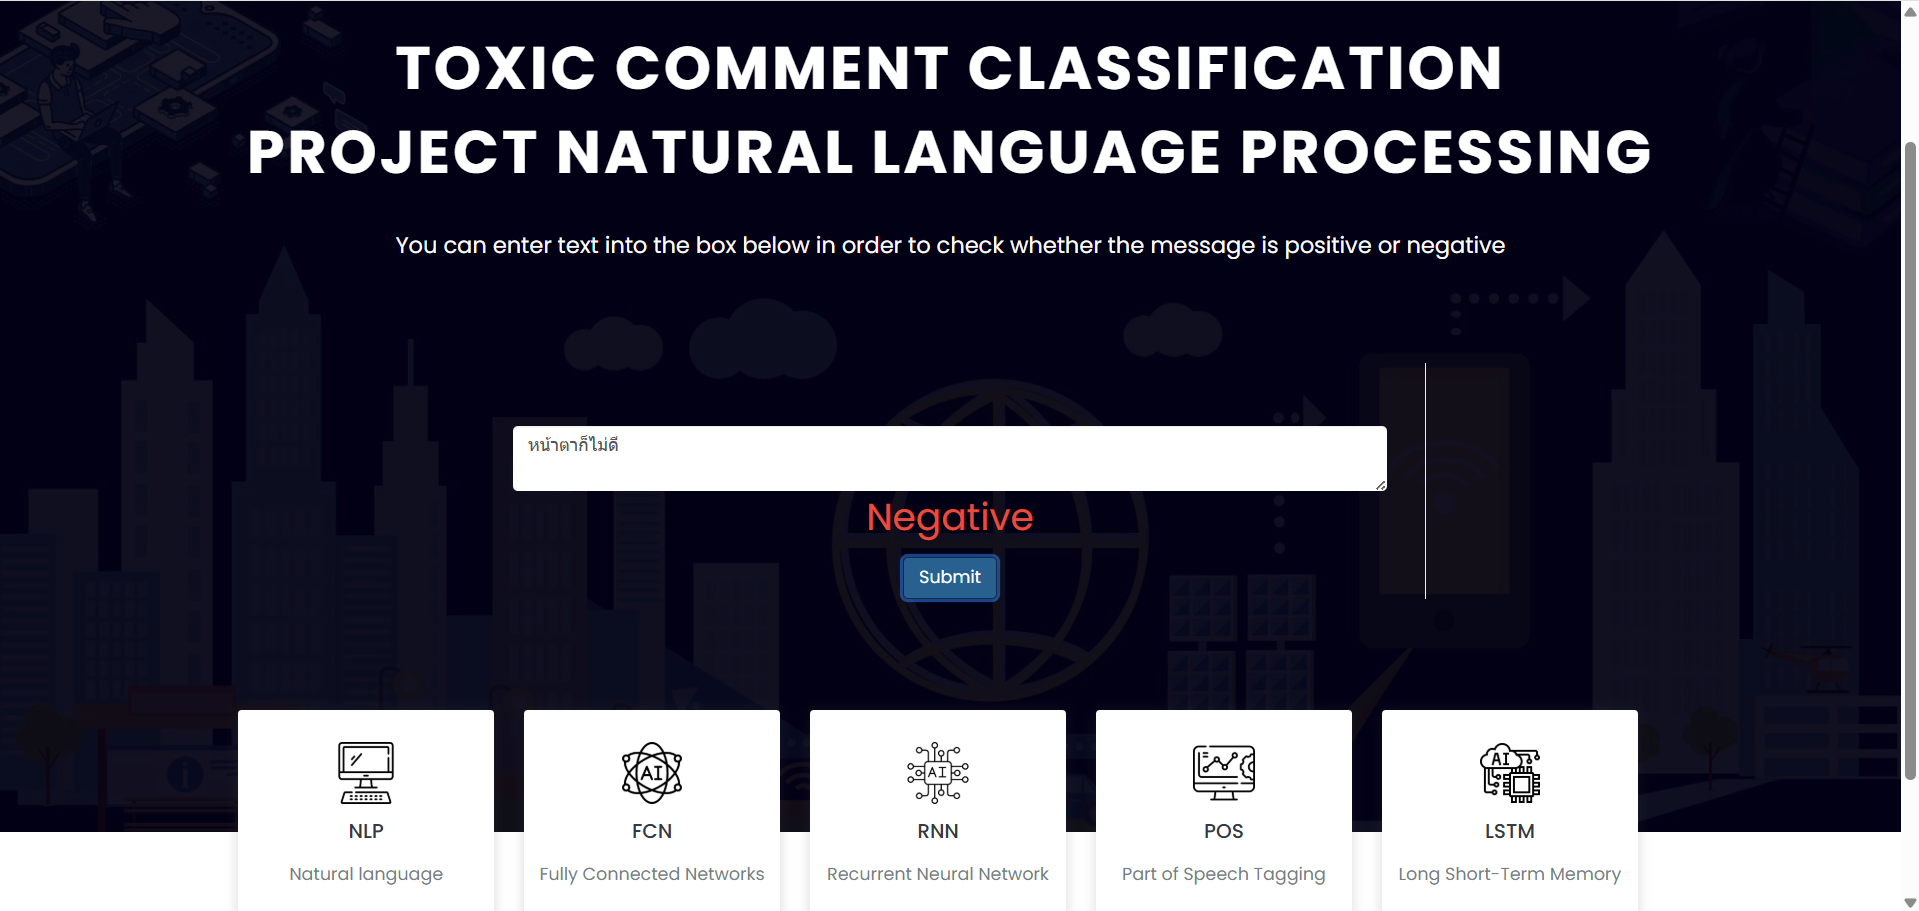 TOXIC COMMENT CLASSIFICATION
PROJECT NATURAL LANGUAGE PROCESSING
You can enter text into the box below in order to check whether the message is positive or negative
หน้าตาก็ไม่ดี
Negative
Submit
AI
AI
AI
NLP
FCN
RNN
POS
LSTM
Natural language
Fully Connected Networks
Recurrent Neural Network
Part of Speech Tagging
Long Short-Term Memory